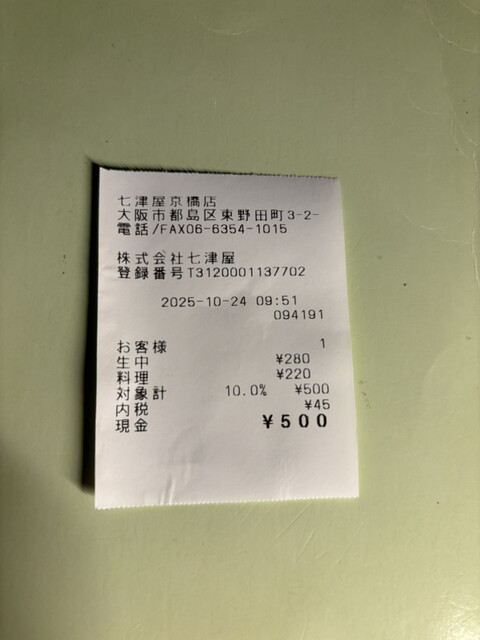 七津屋京橋店
大阪市都島区東野田町3-2-
電話/FAX06-6354-1015
株式会社七津屋
登録番号T3120001137702
2025-10-24 09:51
094191
お客様 1
生中 ¥280
料理 ¥220
対象計 10.0% ¥500
内税 ¥45
現金 ¥500